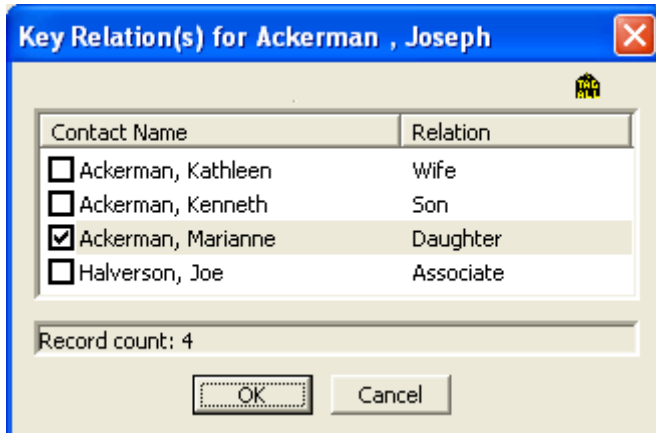 Key Relation(s) for Ackerman , Joseph
TAG
ALL
Contact Name Relation
Ackerman, Kathleen Wife
Ackerman, Kenneth Son
Ackerman, Marianne Daughter
Halverson, Joe Associate
Record count: 4
OK Cancel